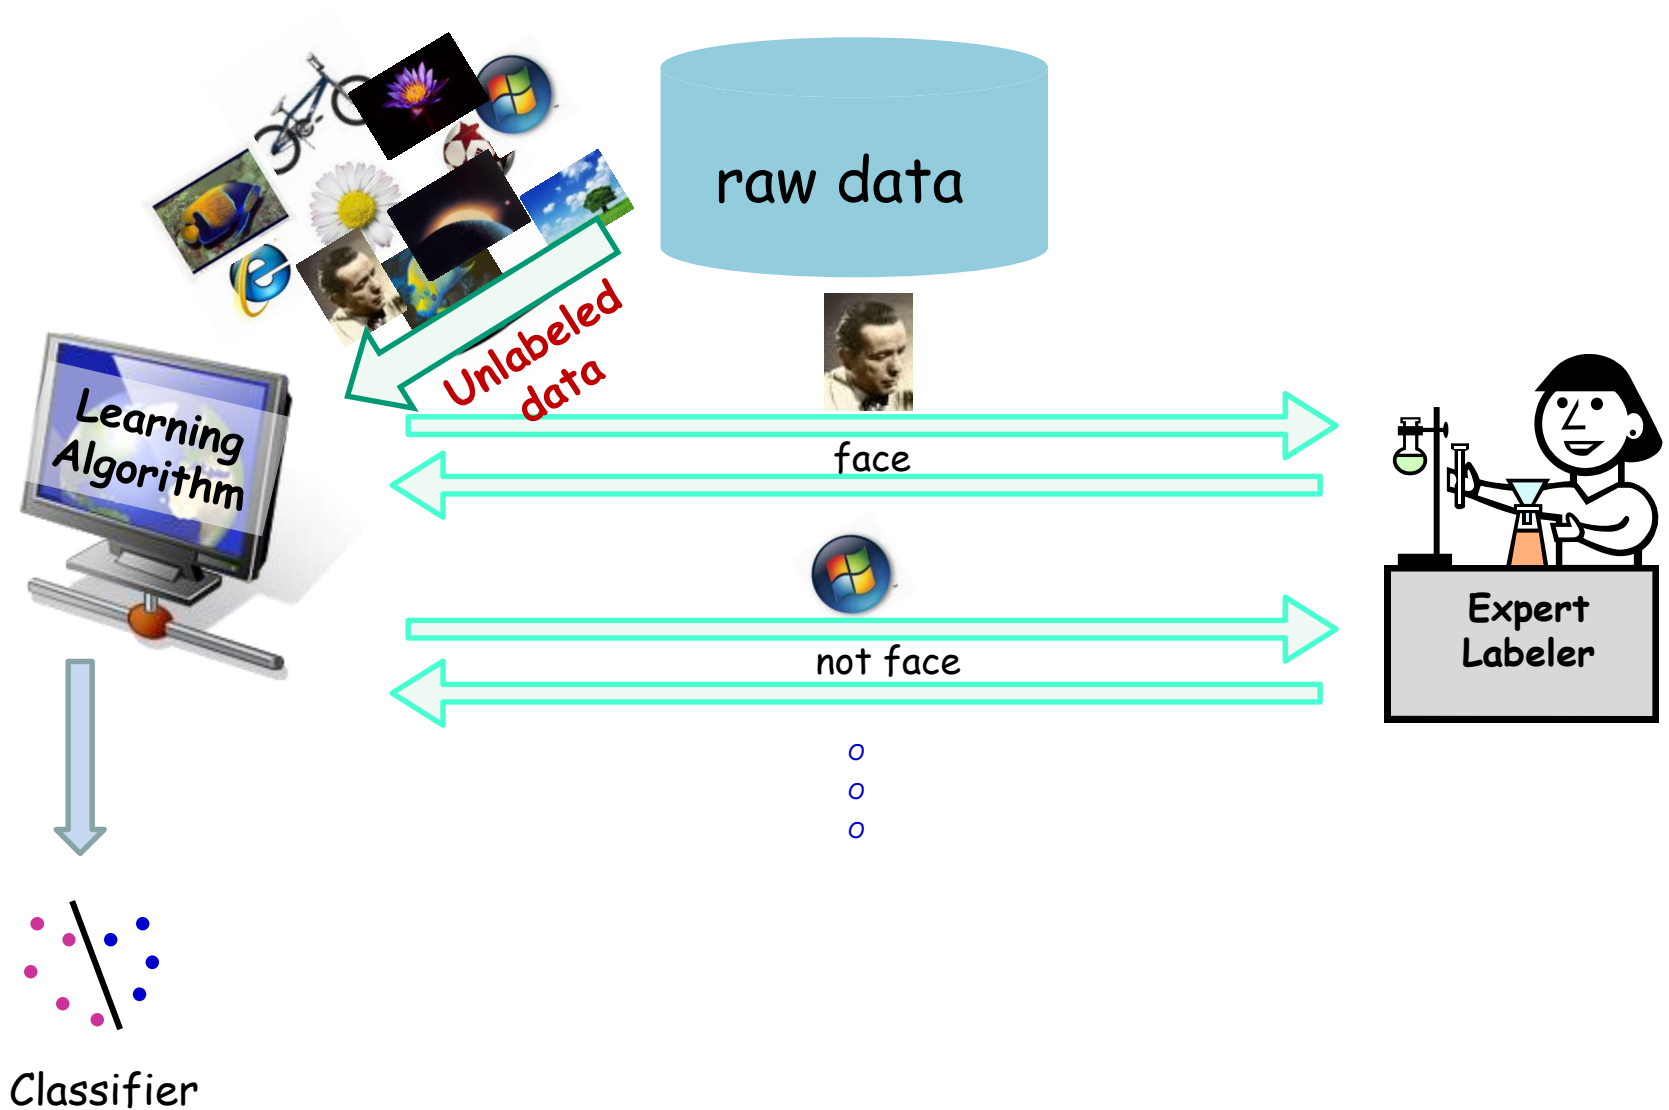 raw data
Unlabeled
data
Learning
Algorithm
face
not face
Expert
Labeler
o
o
o
Classifier